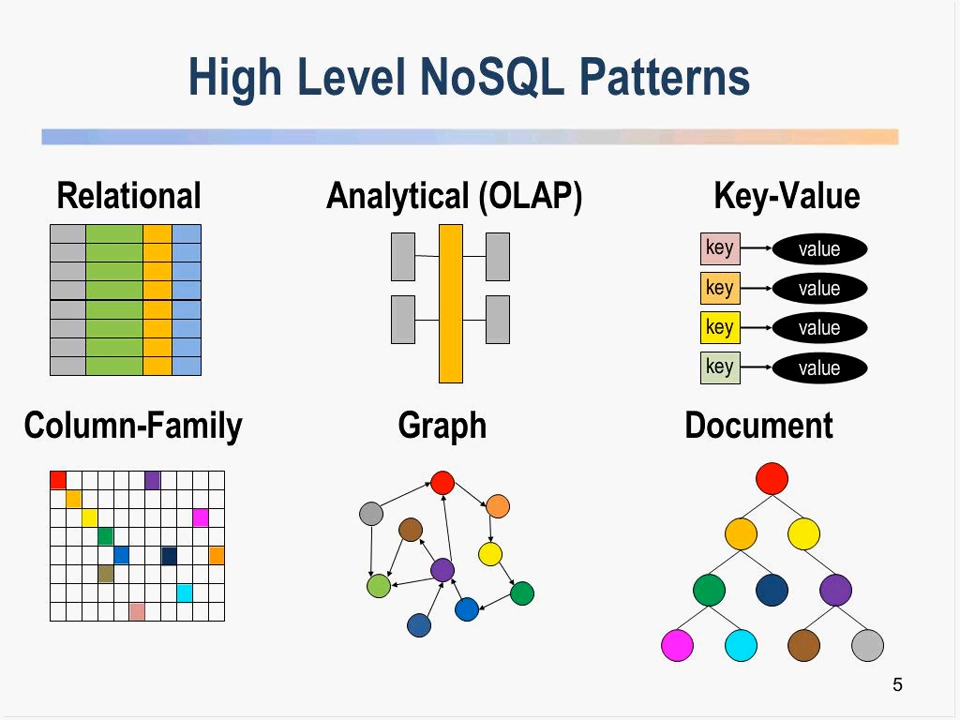 High Level NoSQL Patterns
Relational
Analytical (OLAP)
Key-Value
key value
key value
key value
key value
Column-Family
Graph
Document
5